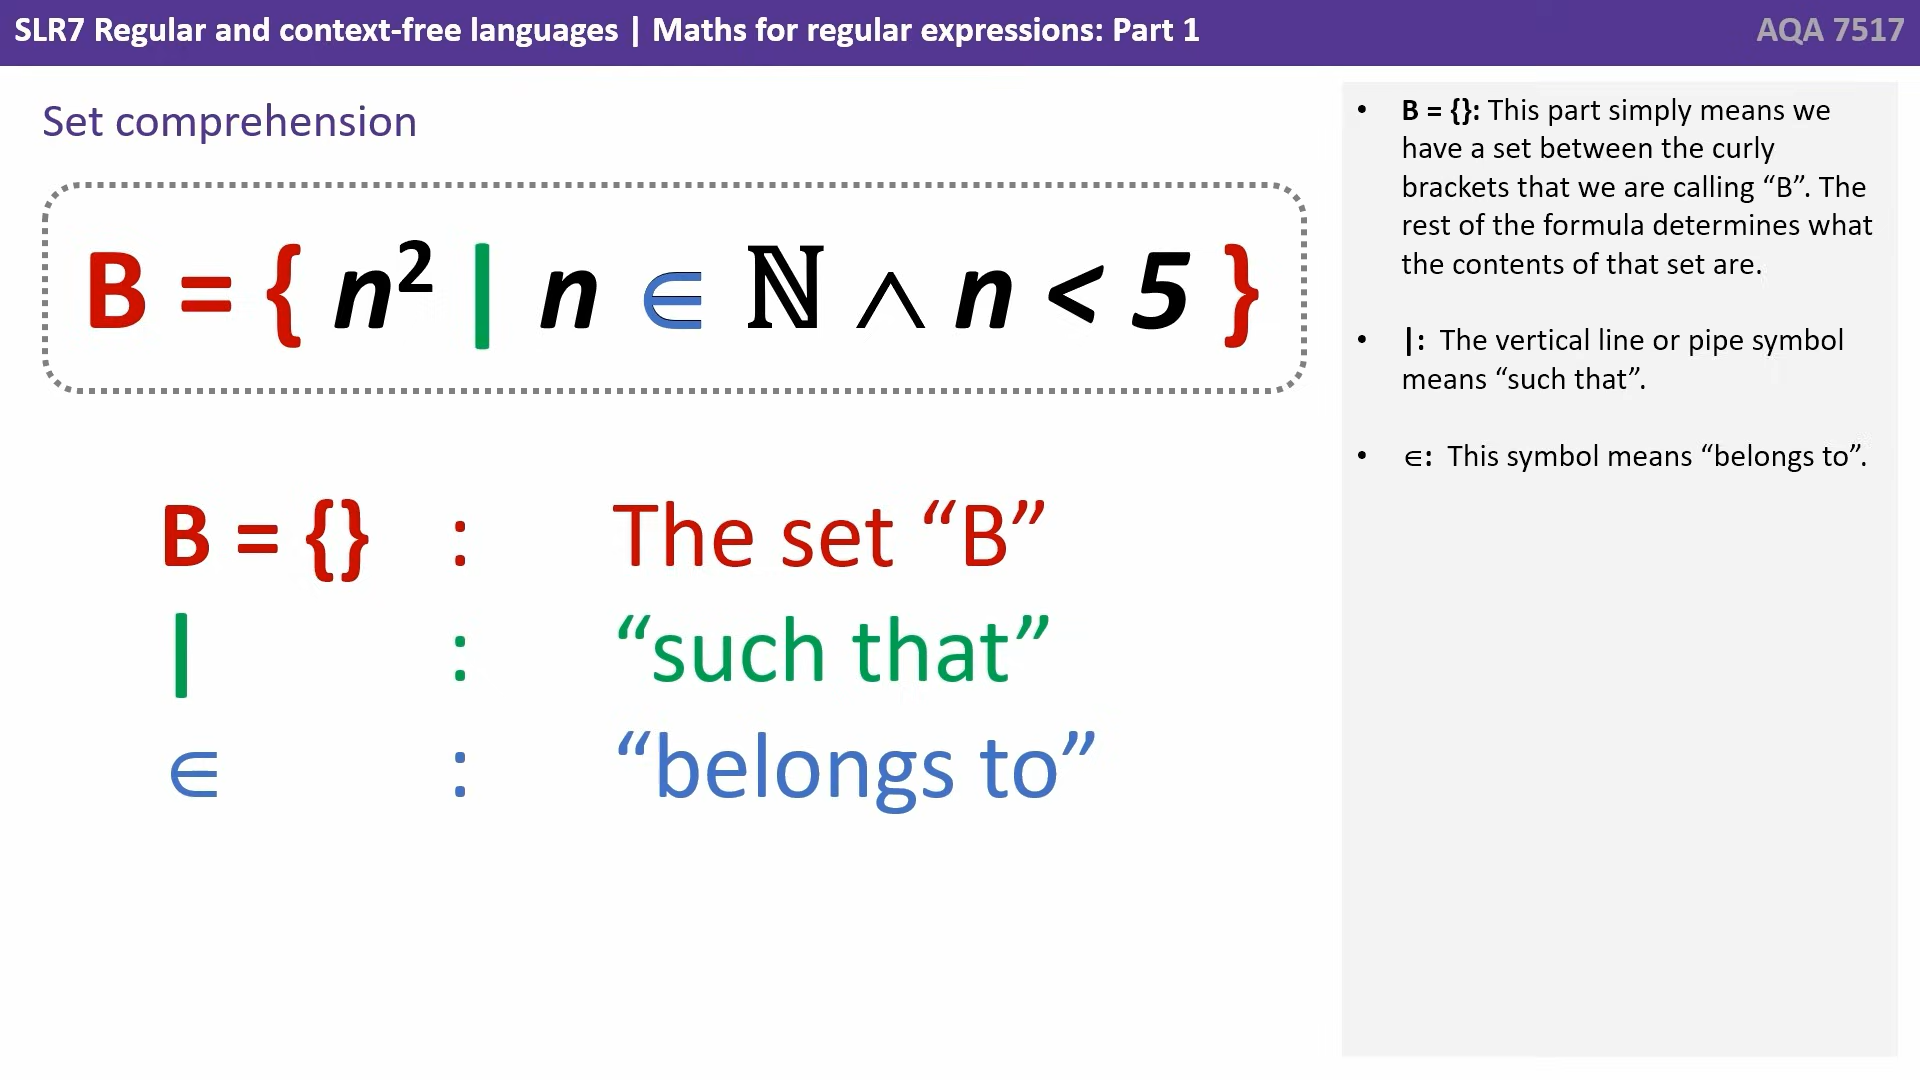 SLR7 Regular and context-free languages | Maths for regular expressions: Part 1
AQA 7517
Set comprehension
B = { n² | n ∈ ℕ ∧ n < 5 }
B = {} : The set “B”
| : “such that”
∈ : “belongs to”
• B = {}: This part simply means we
have a set between the curly
brackets that we are calling “B”. The
rest of the formula determines what
the contents of that set are.
• |: The vertical line or pipe symbol
means “such that”.
• ∈: This symbol means “belongs to”.